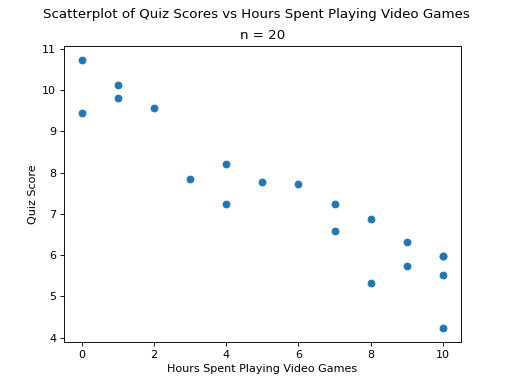 Scatterplot of Quiz Scores vs Hours Spent Playing Video Games
n = 20
11
10
9
8
7
6
5
4
Quiz Score
0 2 4 6 8 10
Hours Spent Playing Video Games